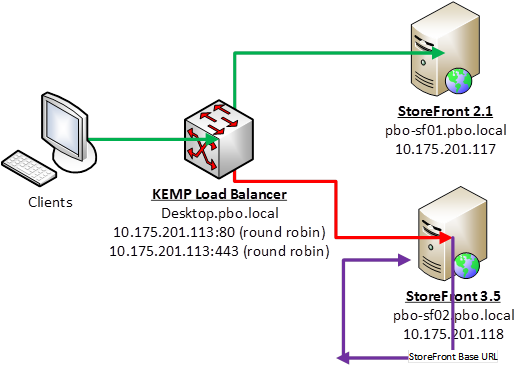 StoreFront 2.1
pbo-sf01.pbo.local
10.175.201.117
Clients
KEMP Load Balancer
Desktop.pbo.local
10.175.201.113:80 (round robin)
10.175.201.113:443 (round robin)
StoreFront 3.5
pbo-sf02.pbo.local
10.175.201.118
StoreFront Base URL